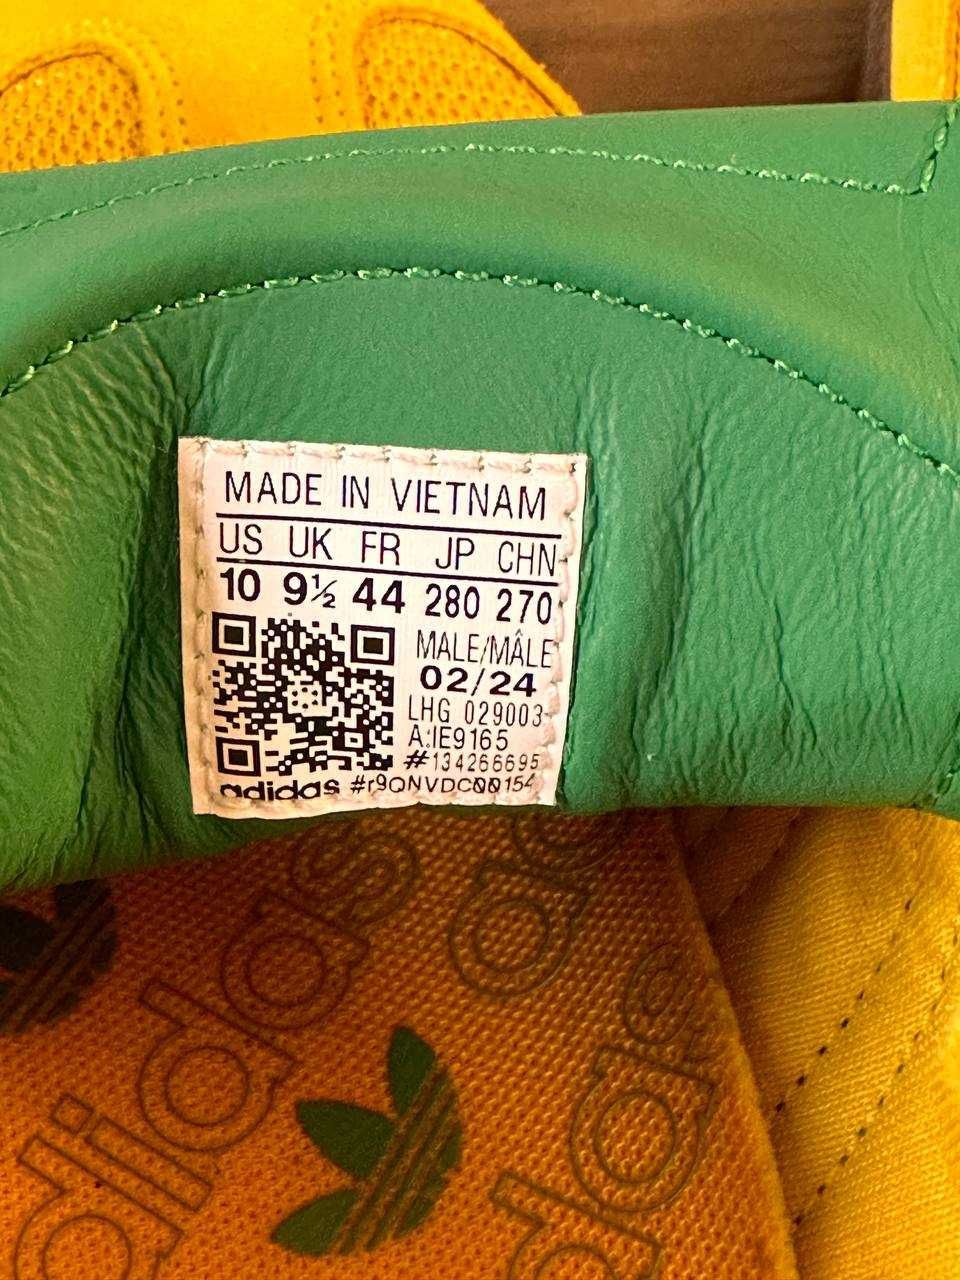 MADE IN VIETNAM
US UK FR JP CHN
10 9½ 44 280 270
MALE/MÂLE
02/24
LHG 029003
A:IE9165
#134266695
adidas #r9QNVDC00154
adidas
adidas